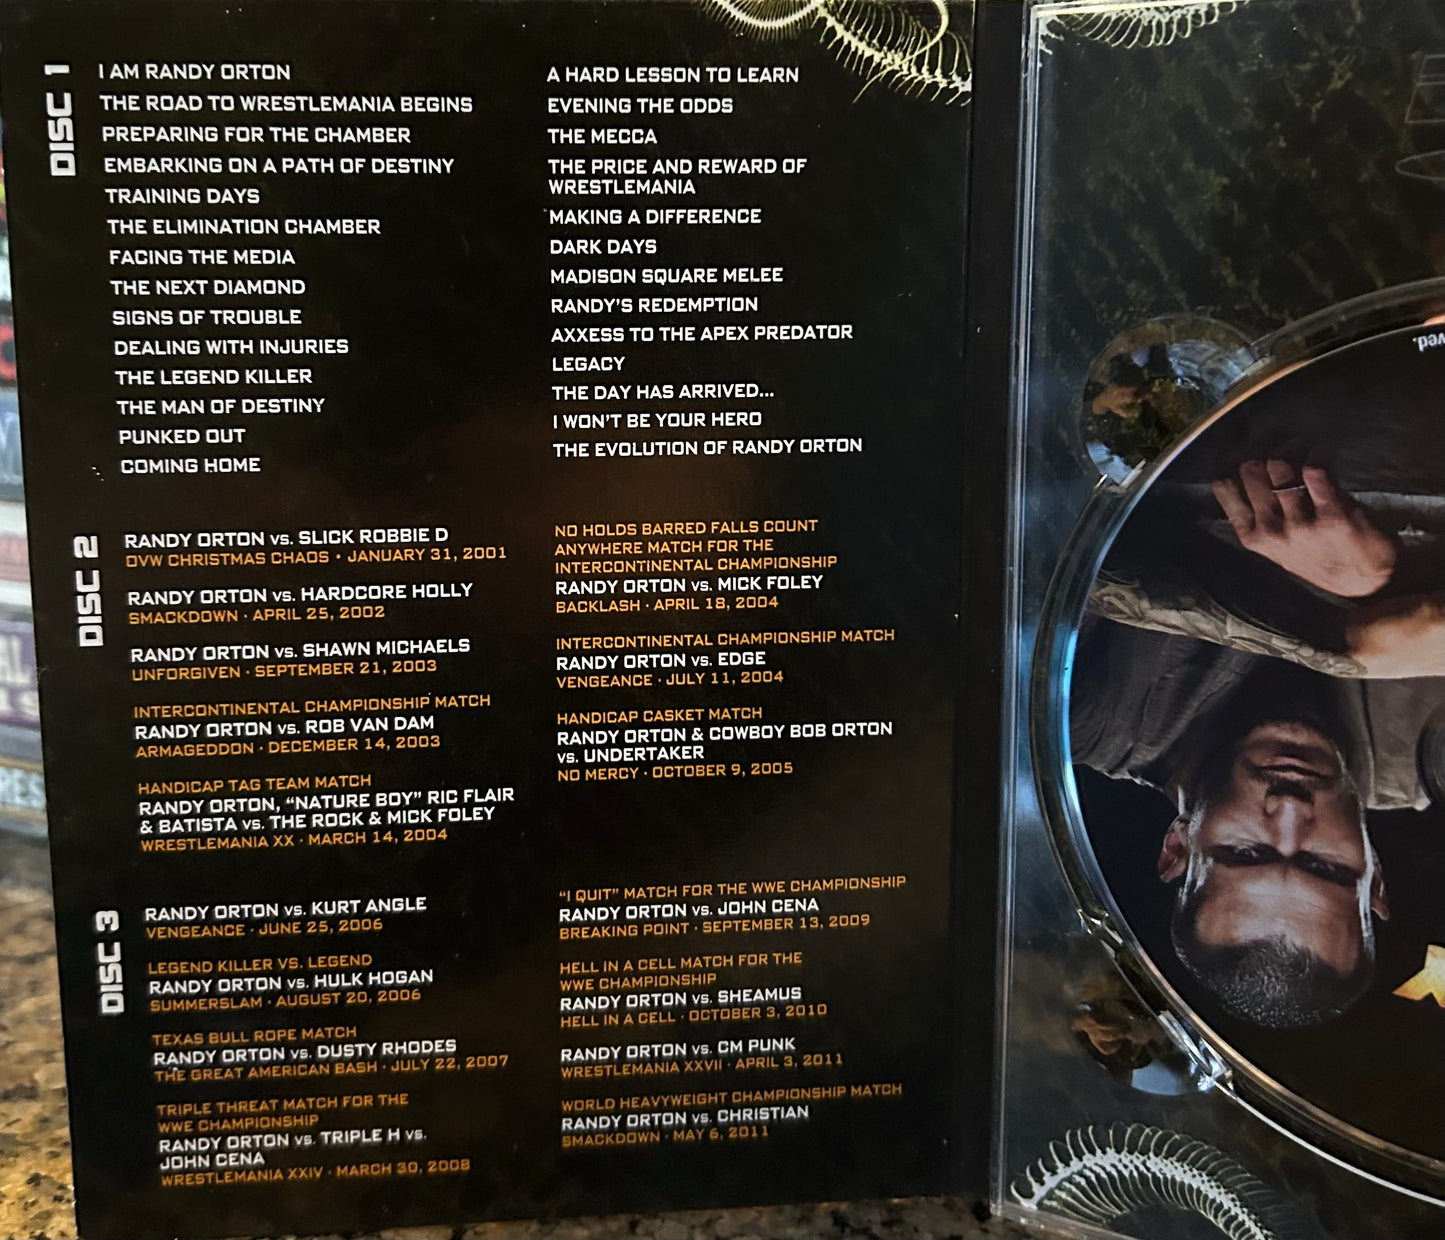 DISC 1
I AM RANDY ORTON
THE ROAD TO WRESTLEMANIA BEGINS
PREPARING FOR THE CHAMBER
EMBARKING ON A PATH OF DESTINY
TRAINING DAYS
THE ELIMINATION CHAMBER
FACING THE MEDIA
THE NEXT DIAMOND
SIGNS OF TROUBLE
DEALING WITH INJURIES
THE LEGEND KILLER
THE MAN OF DESTINY
PUNKED OUT
COMING HOME
A HARD LESSON TO LEARN
EVENING THE ODDS
THE MECCA
THE PRICE AND REWARD OF
WRESTLEMANIA
MAKING A DIFFERENCE
DARK DAYS
MADISON SQUARE MELEE
RANDY'S REDEMPTION
AXXESS TO THE APEX PREDATOR
LEGACY
THE DAY HAS ARRIVED...
I WON'T BE YOUR HERO
THE EVOLUTION OF RANDY ORTON
DISC 2
RANDY ORTON vs. SLICK ROBBIE D
OVW CHRISTMAS CHAOS • JANUARY 31, 2001
RANDY ORTON vs. HARDCORE HOLLY
SMACKDOWN · APRIL 25, 2002
RANDY ORTON vs. SHAWN MICHAELS
UNFORGIVEN · SEPTEMBER 21, 2003
INTERCONTINENTAL CHAMPIONSHIP MATCH
RANDY ORTON vs. ROB VAN DAM
ARMAGEDDON · DECEMBER 14, 2003
HANDICAP TAG TEAM MATCH
RANDY ORTON, "NATURE BOY" RIC FLAIR
& BATISTA vs. THE ROCK & MICK FOLEY
WRESTLEMANIA XX · MARCH 14, 2004
NO HOLDS BARRED FALLS COUNT
ANYWHERE MATCH FOR THE
INTERCONTINENTAL CHAMPIONSHIP
RANDY ORTON vs. MICK FOLEY
BACKLASH · APRIL 18, 2004
INTERCONTINENTAL CHAMPIONSHIP MATCH
RANDY ORTON vs. EDGE
VENGEANCE · JULY 11, 2004
HANDICAP CASKET MATCH
RANDY ORTON & COWBOY BOB ORTON
vs. UNDERTAKER
NO MERCY · OCTOBER 9, 2005
DISC 3
RANDY ORTON vs. KURT ANGLE
VENGEANCE · JUNE 25, 2006
LEGEND KILLER VS. LEGEND
RANDY ORTON vs. HULK HOGAN
SUMMERSLAM · AUGUST 20, 2006
TEXAS BULL ROPE MATCH
RANDY ORTON vs. DUSTY RHODES
THE GREAT AMERICAN BASH · JULY 22, 2007
TRIPLE THREAT MATCH FOR THE
WWE CHAMPIONSHIP
RANDY ORTON vs. TRIPLE H vs.
JOHN CENA
WRESTLEMANIA XXIV · MARCH 30, 2008
"I QUIT" MATCH FOR THE WWE CHAMPIONSHIP
RANDY ORTON vs. JOHN CENA
BREAKING POINT · SEPTEMBER 13, 2009
HELL IN A CELL MATCH FOR THE
WWE CHAMPIONSHIP
RANDY ORTON vs. SHEAMUS
HELL IN A CELL · OCTOBER 3, 2010
RANDY ORTON vs. CM PUNK
WRESTLEMANIA XXVII · APRIL 3, 2011
WORLD HEAVYWEIGHT CHAMPIONSHIP MATCH
RANDY ORTON vs. CHRISTIAN
SMACKDOWN · MAY 6, 2011